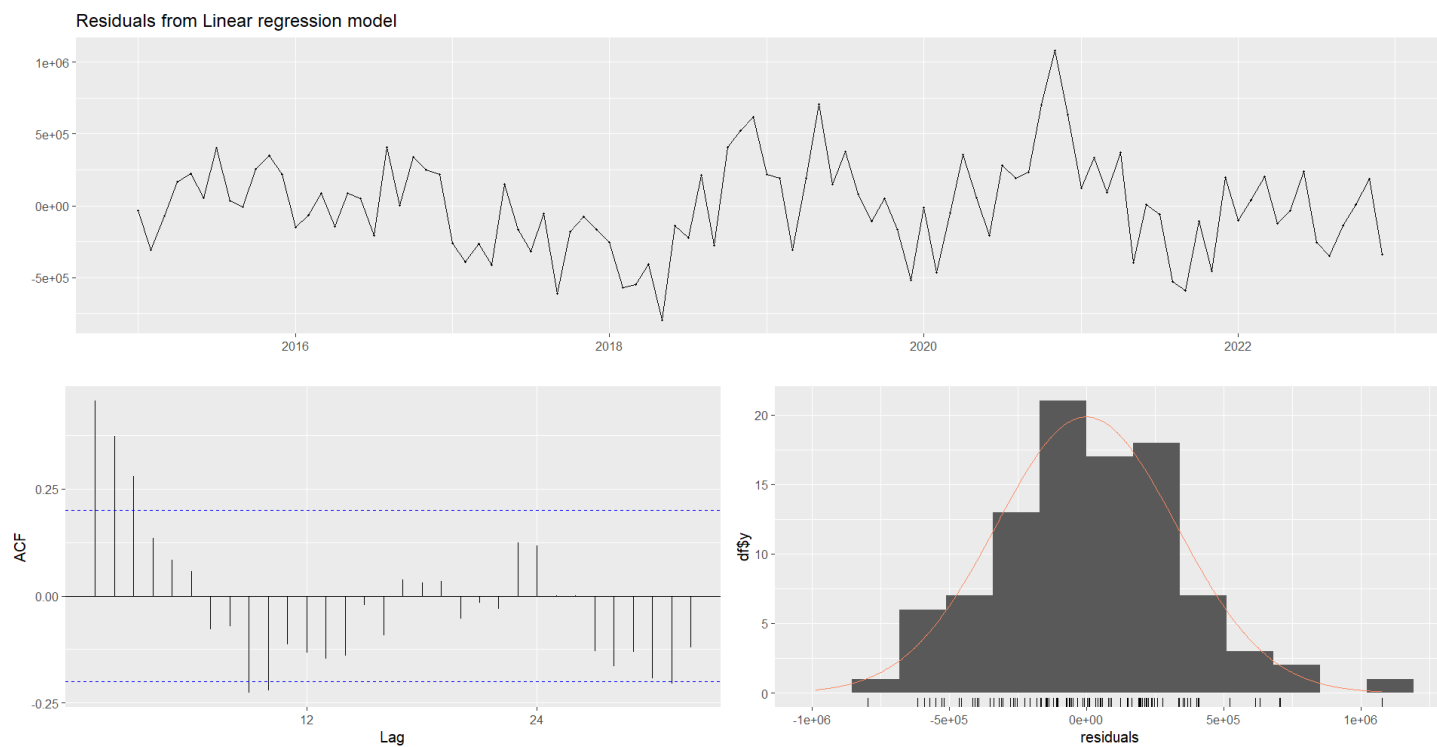 Residuals from Linear regression model
1e+06
5e+05
0e+00
-5e+05
2016 2018 2020 2022
ACF
0.25
0.00
-0.25
12 24
Lag
df$y
20
15
10
5
0
-1e+06 -5e+05 0e+00 5e+05 1e+06
residuals